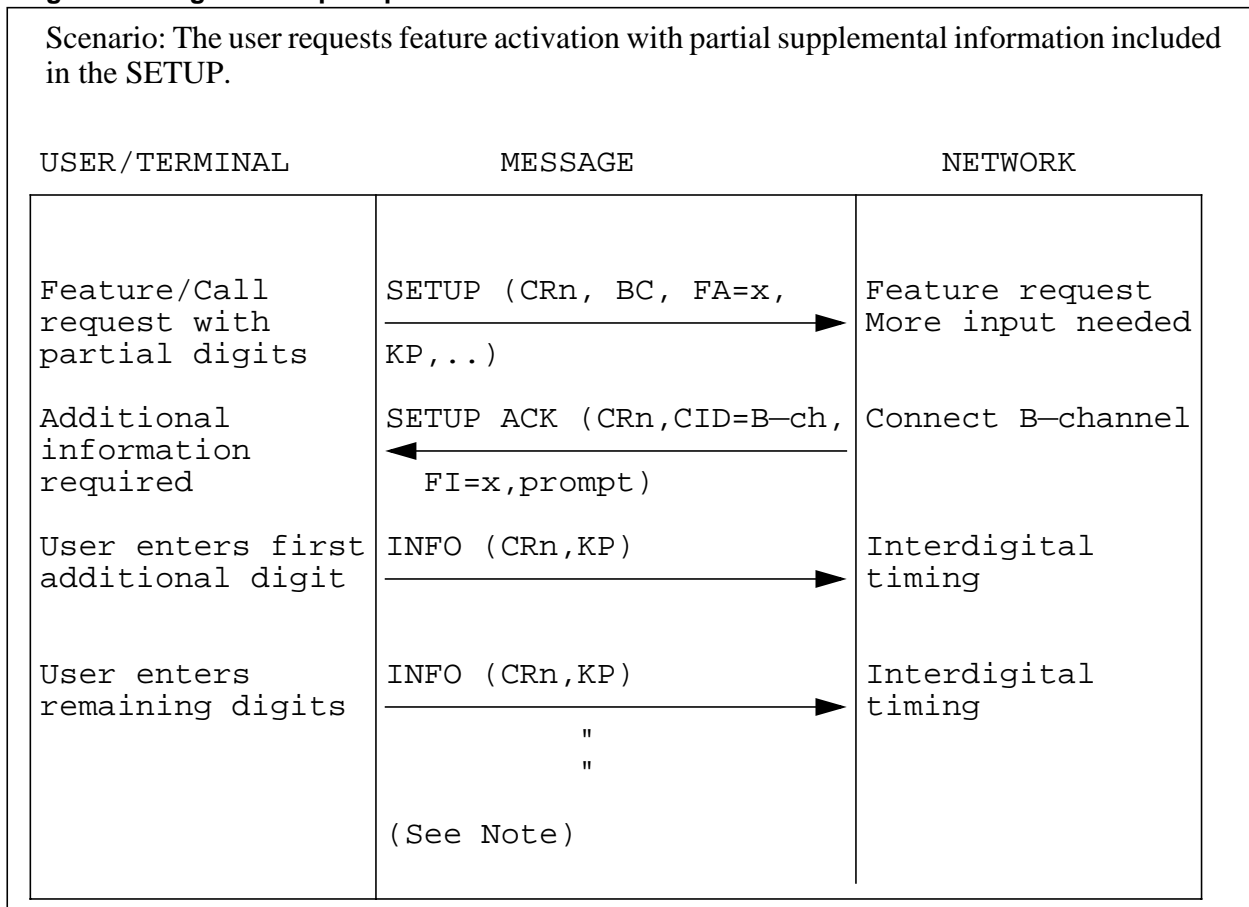 Scenario: The user requests feature activation with partial supplemental information included
in the SETUP.
USER/TERMINAL MESSAGE NETWORK
Feature/Call SETUP (CRn, BC, FA=x, Feature request
request with More input needed
partial digits KP,..)
Additional SETUP ACK (CRn,CID=B—ch, Connect B—channel
information
required FI=x,prompt)
User enters first INFO (CRn,KP) Interdigital
additional digit timing
User enters INFO (CRn,KP) Interdigital
remaining digits timing
"
"
(See Note)